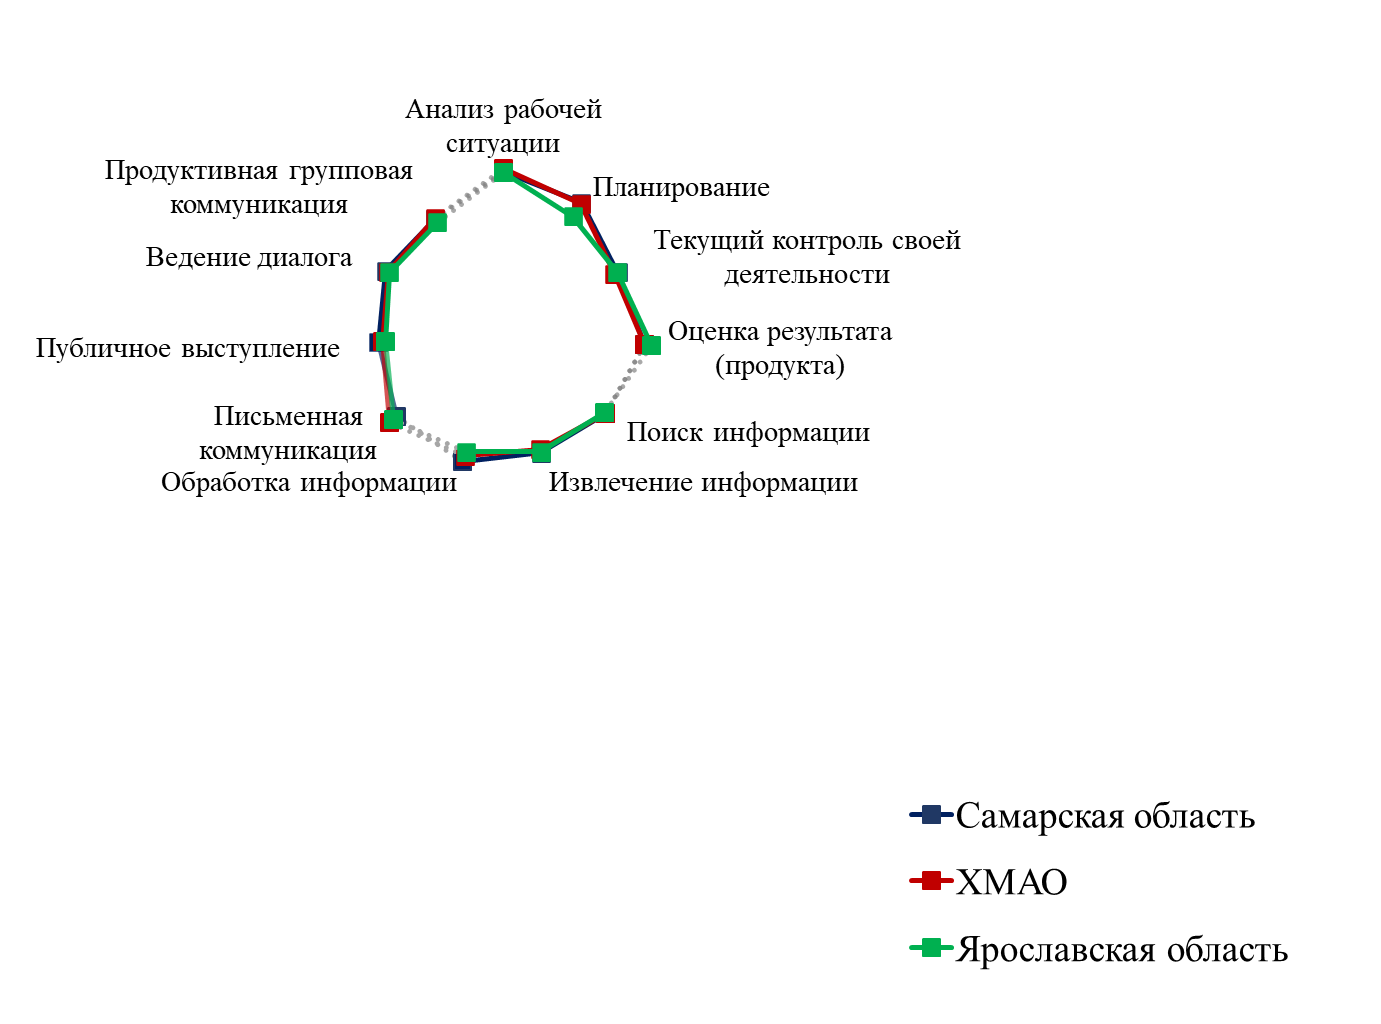 Анализ рабочей
ситуации
Продуктивная групповая
коммуникация
Планирование
Текущий контроль своей
деятельности
Ведение диалога
Оценка результата
(продукта)
Публичное выступление
Письменная
коммуникация
Поиск информации
Обработка информации
Извлечение информации
Самарская область
ХМАО
Ярославская область